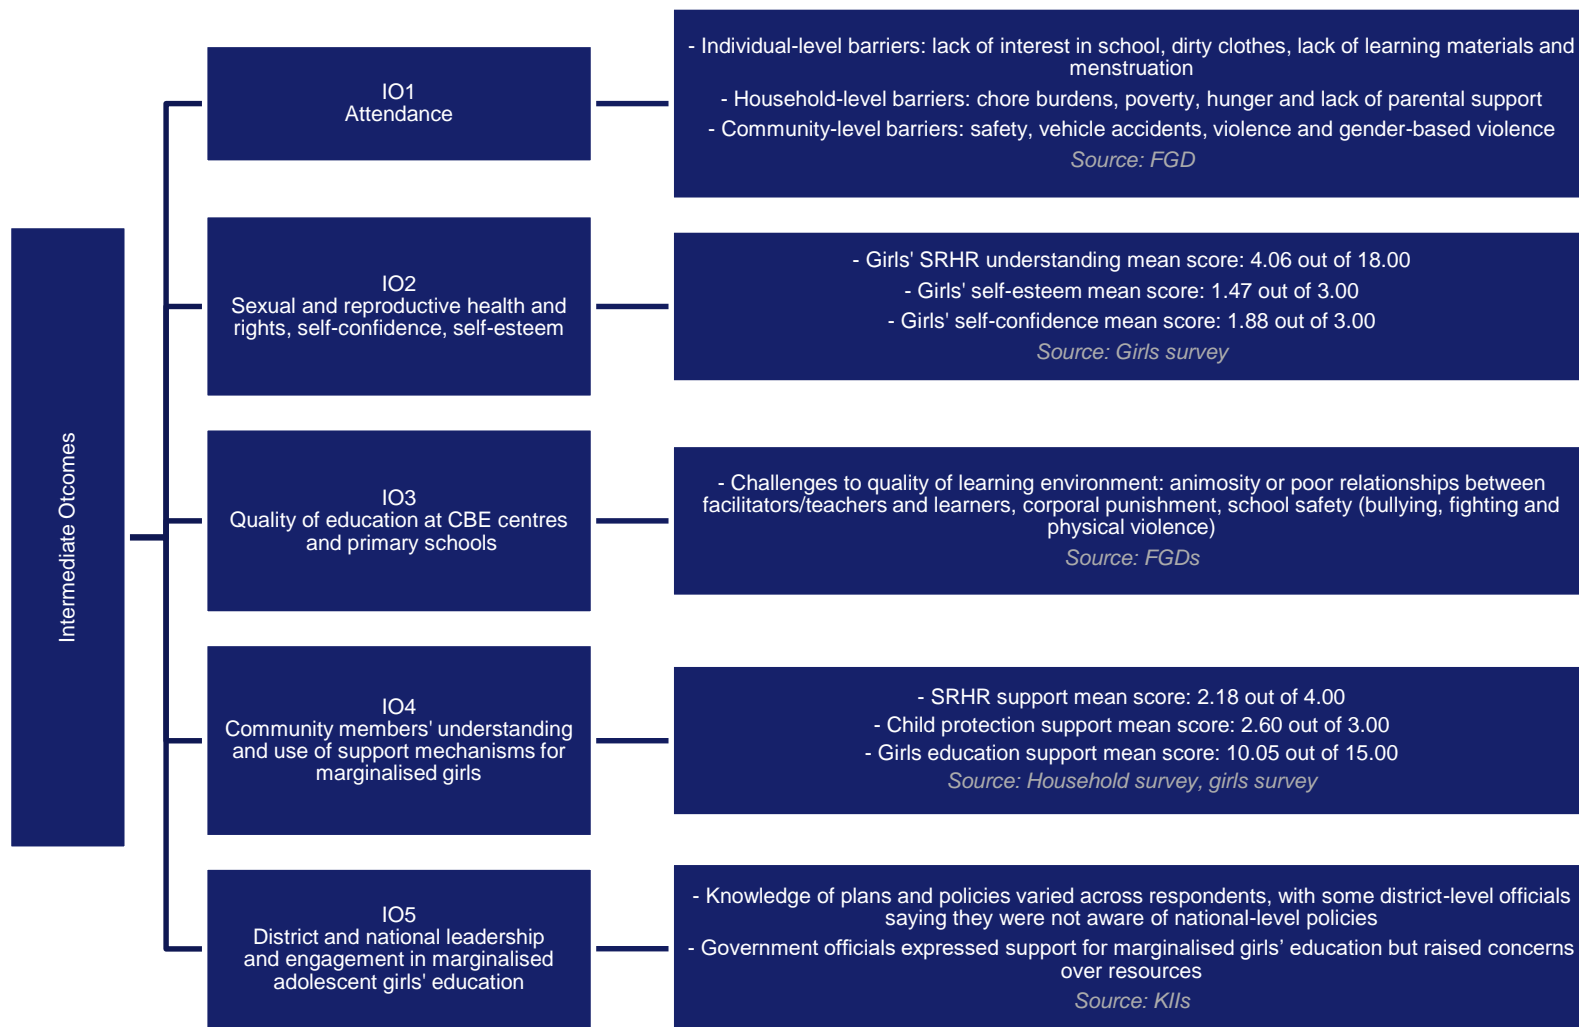 Intermediate Otcomes
IO1
Attendance
- Individual-level barriers: lack of interest in school, dirty clothes, lack of learning materials and
menstruation
- Household-level barriers: chore burdens, poverty, hunger and lack of parental support
- Community-level barriers: safety, vehicle accidents, violence and gender-based violence
Source: FGD
IO2
Sexual and reproductive health and
rights, self-confidence, self-esteem
- Girls' SRHR understanding mean score: 4.06 out of 18.00
- Girls' self-esteem mean score: 1.47 out of 3.00
- Girls' self-confidence mean score: 1.88 out of 3.00
Source: Girls survey
IO3
Quality of education at CBE centres
and primary schools
- Challenges to quality of learning environment: animosity or poor relationships between
facilitators/teachers and learners, corporal punishment, school safety (bullying, fighting and
physical violence)
Source: FGDs
IO4
Community members' understanding
and use of support mechanisms for
marginalised girls
- SRHR support mean score: 2.18 out of 4.00
- Child protection support mean score: 2.60 out of 3.00
- Girls education support mean score: 10.05 out of 15.00
Source: Household survey, girls survey
IO5
District and national leadership
and engagement in marginalised
adolescent girls' education
- Knowledge of plans and policies varied across respondents, with some district-level officials
saying they were not aware of national-level policies
- Government officials expressed support for marginalised girls’ education but raised concerns
over resources
Source: KIIs